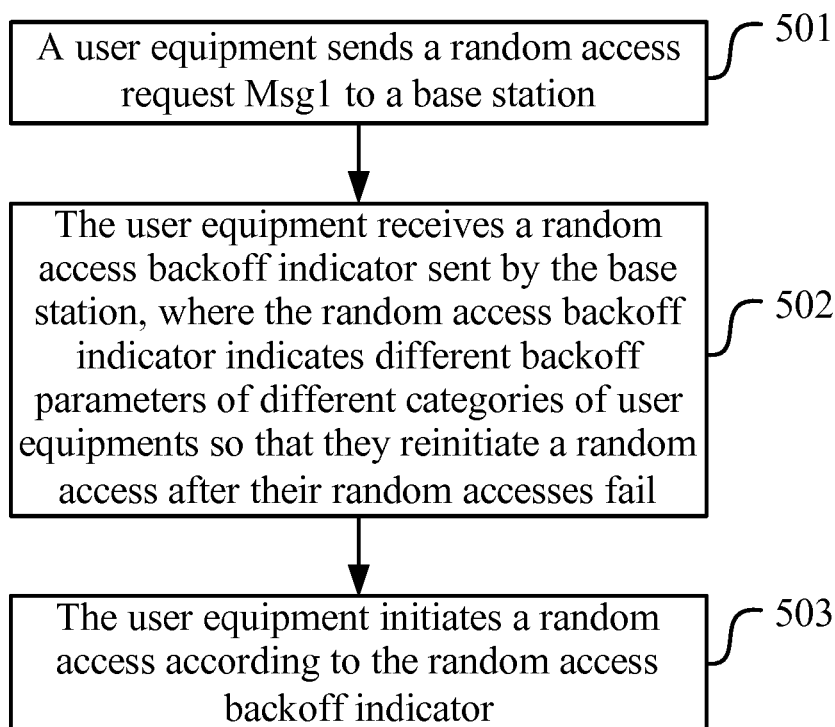 A user equipment sends a random access
request Msg1 to a base station
501
The user equipment receives a random
access backoff indicator sent by the base
station, where the random access backoff
indicator indicates different backoff
parameters of different categories of user
equipments so that they reinitiate a random
access after their random accesses fail
502
The user equipment initiates a random
access according to the random access
backoff indicator
503